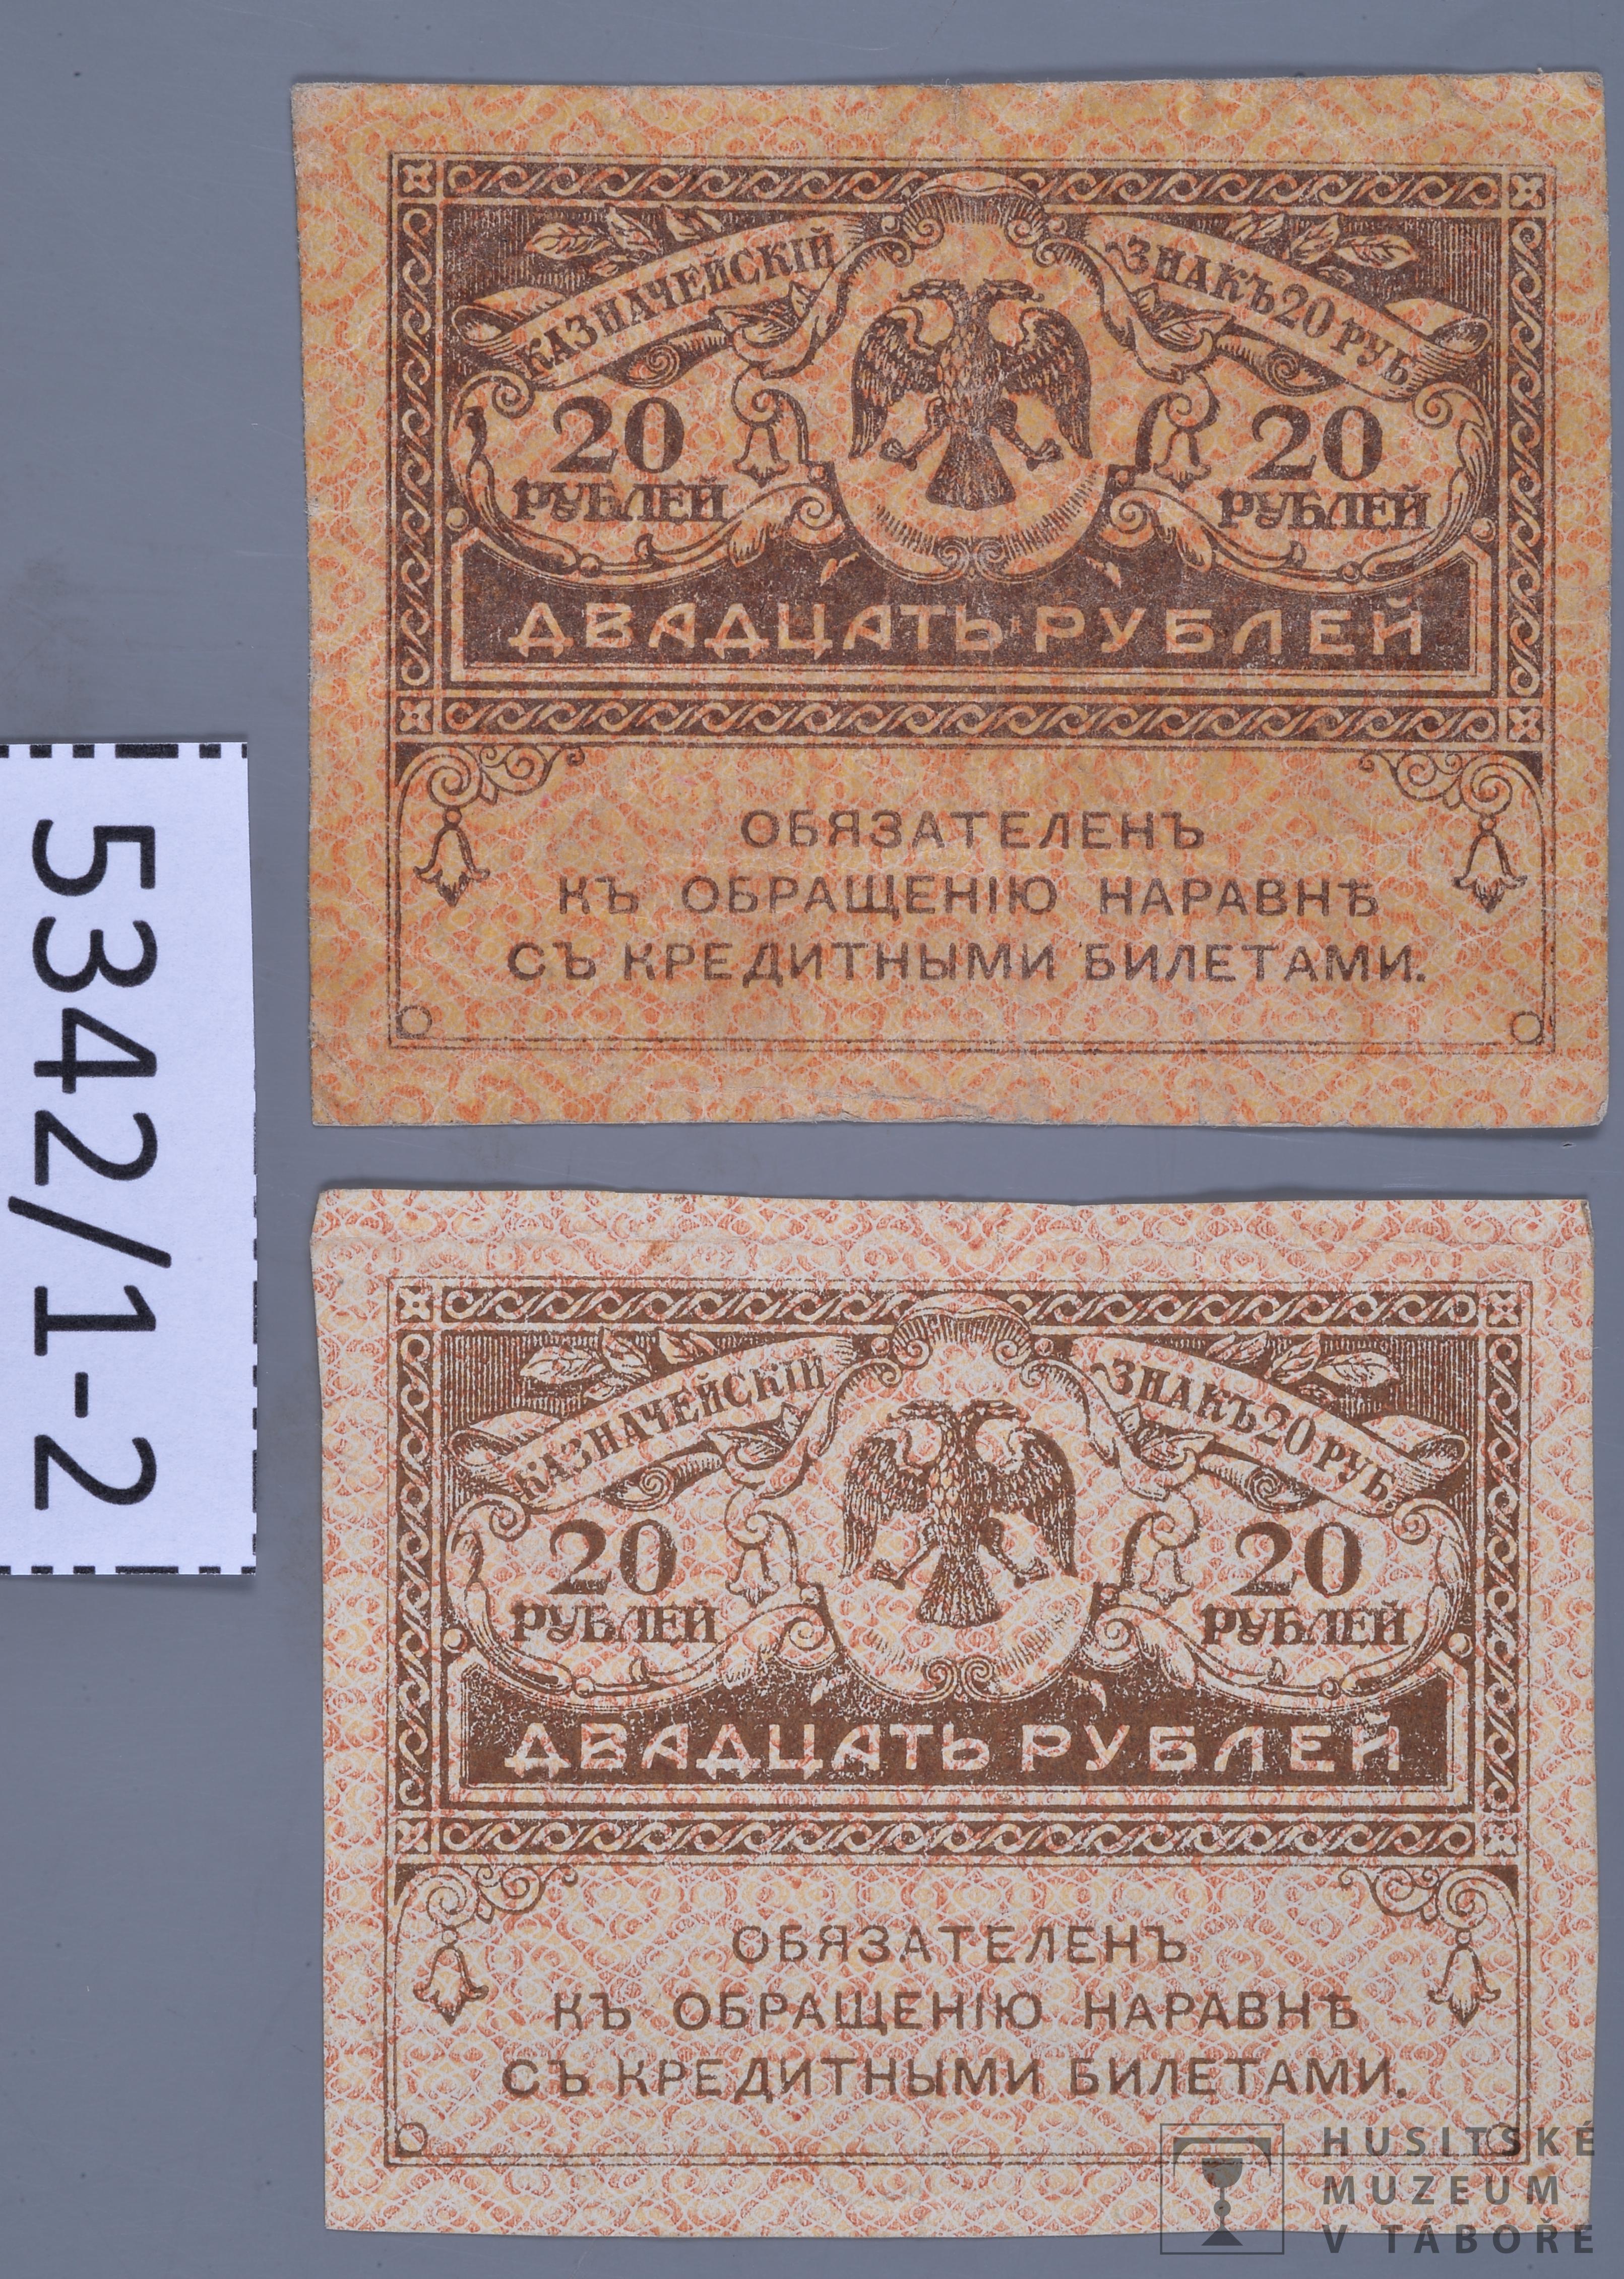 КАЗНАЧЕЙСКІЙ ЗНАКЪ 20 РУБ.
20 РУБЛЕЙ
20 РУБЛЕЙ
ДВАДЦАТЬ РУБЛЕЙ
ОБЯЗАТЕЛЕНЪ
КЪ ОБРАЩЕНІЮ НАРАВНѢ
СЪ КРЕДИТНЫМИ БИЛЕТАМИ.
5342/1-2
КАЗНАЧЕЙСКІЙ ЗНАКЪ 20 РУБ.
20 РУБЛЕЙ
20 РУБЛЕЙ
ДВАДЦАТЬ РУБЛЕЙ
ОБЯЗАТЕЛЕНЪ
КЪ ОБРАЩЕНІЮ НАРАВНѢ
СЪ КРЕДИТНЫМИ БИЛЕТАМИ.
HUSITSKÉ
MUZEUM
V TÁBOŘE